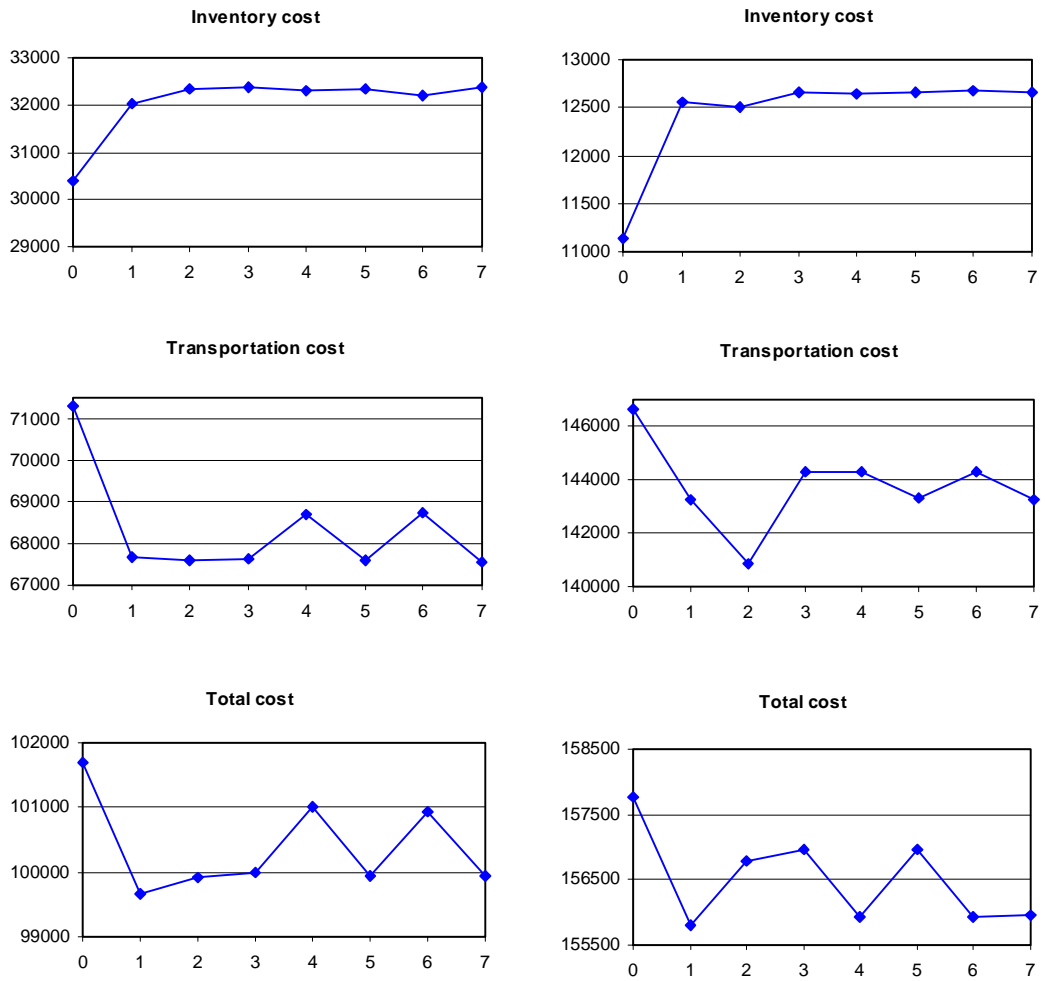 Inventory cost
33000
32000
31000
30000
29000
0 1 2 3 4 5 6 7
Inventory cost
13000
12500
12000
11500
11000
0 1 2 3 4 5 6 7
Transportation cost
71000
70000
69000
68000
67000
0 1 2 3 4 5 6 7
Transportation cost
146000
144000
142000
140000
0 1 2 3 4 5 6 7
Total cost
102000
101000
100000
99000
0 1 2 3 4 5 6 7
Total cost
158500
157500
156500
155500
0 1 2 3 4 5 6 7